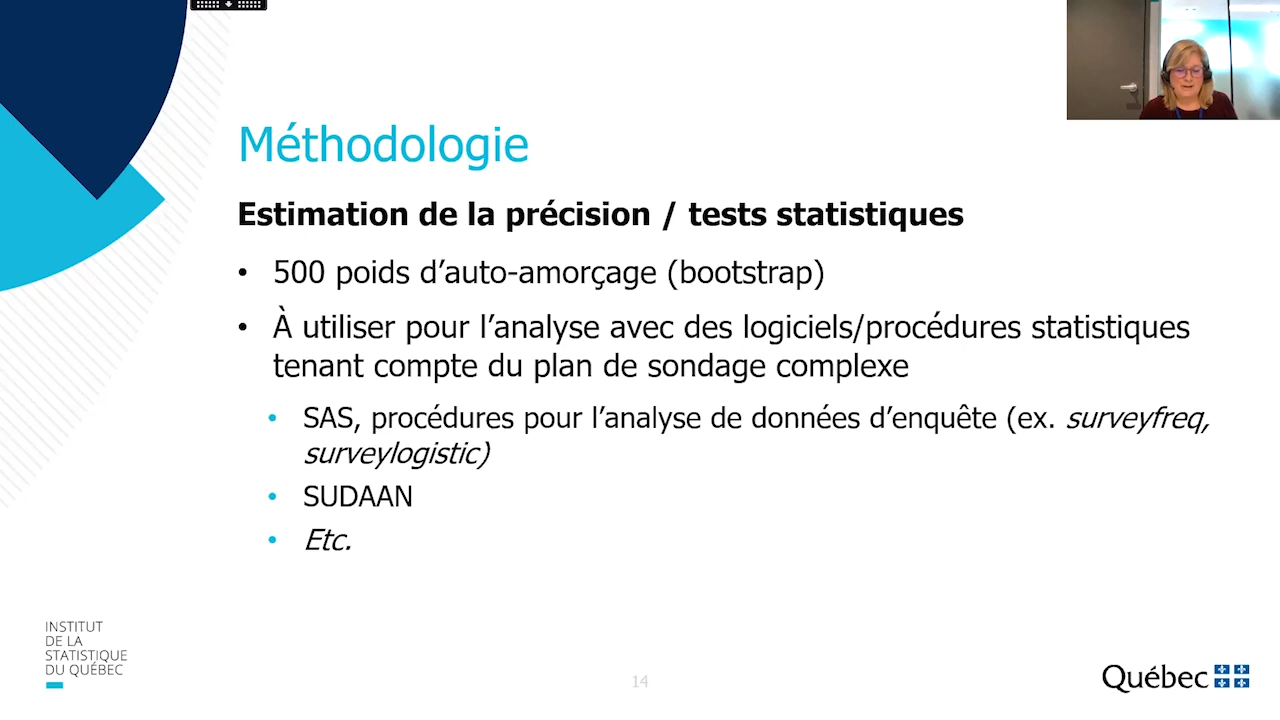 Méthodologie
Estimation de la précision / tests statistiques
• 500 poids d’auto-amorçage (bootstrap)
• À utiliser pour l’analyse avec des logiciels/procédures statistiques
tenant compte du plan de sondage complexe
• SAS, procédures pour l’analyse de données d’enquête (ex. surveyfreq,
surveylogistic)
• SUDAAN
• Etc.
INSTITUT
DE LA
STATISTIQUE
DU QUÉBEC
14
Québec